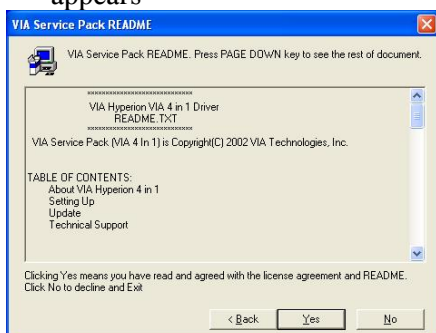 appears
VIA Service Pack README
VIA Service Pack README. Press PAGE DOWN key to see the rest of document.
****************************
VIA Hyperion VIA 4 in 1 Driver
README.TXT
****************************
VIA Service Pack (VIA 4 In 1) is Copyright(C) 2002 VIA Technologies, Inc.
TABLE OF CONTENTS:
About VIA Hyperion 4 in 1
Setting Up
Update
Technical Support
Clicking Yes means you have read and agreed with the license agreement and README.
Click No to decline and Exit
< Back
Yes
No